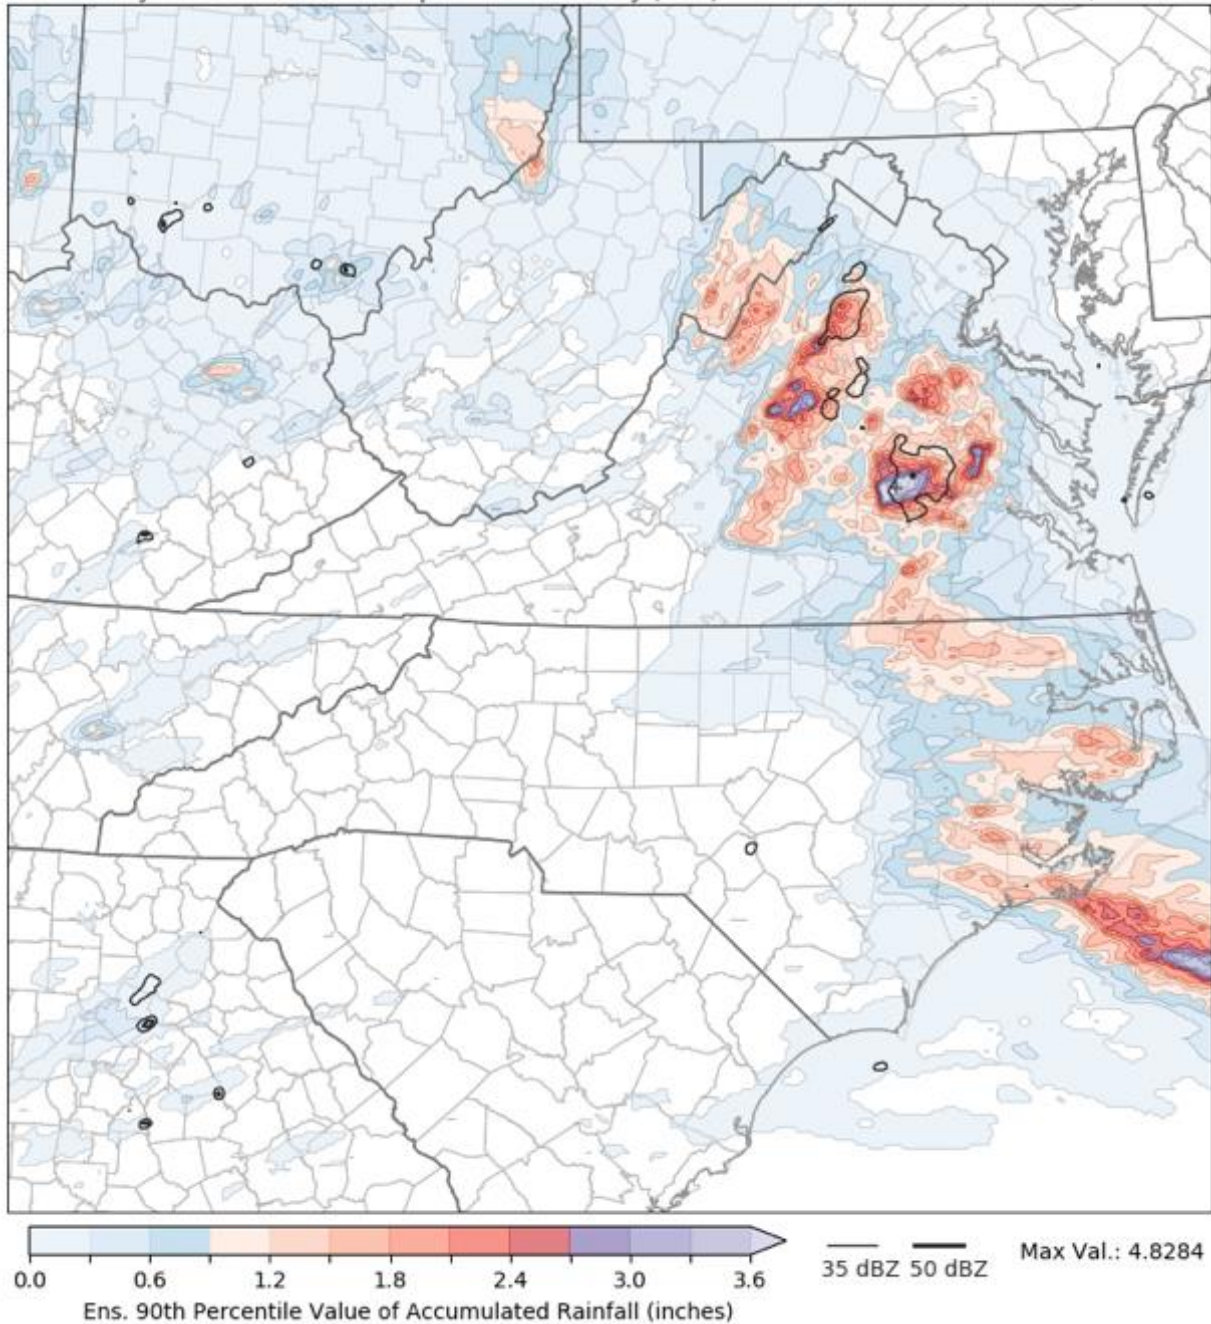 0.0 0.6 1.2 1.8 2.4 3.0 3.6
Ens. 90th Percentile Value of Accumulated Rainfall (inches)
35 dBZ 50 dBZ
Max Val.: 4.8284